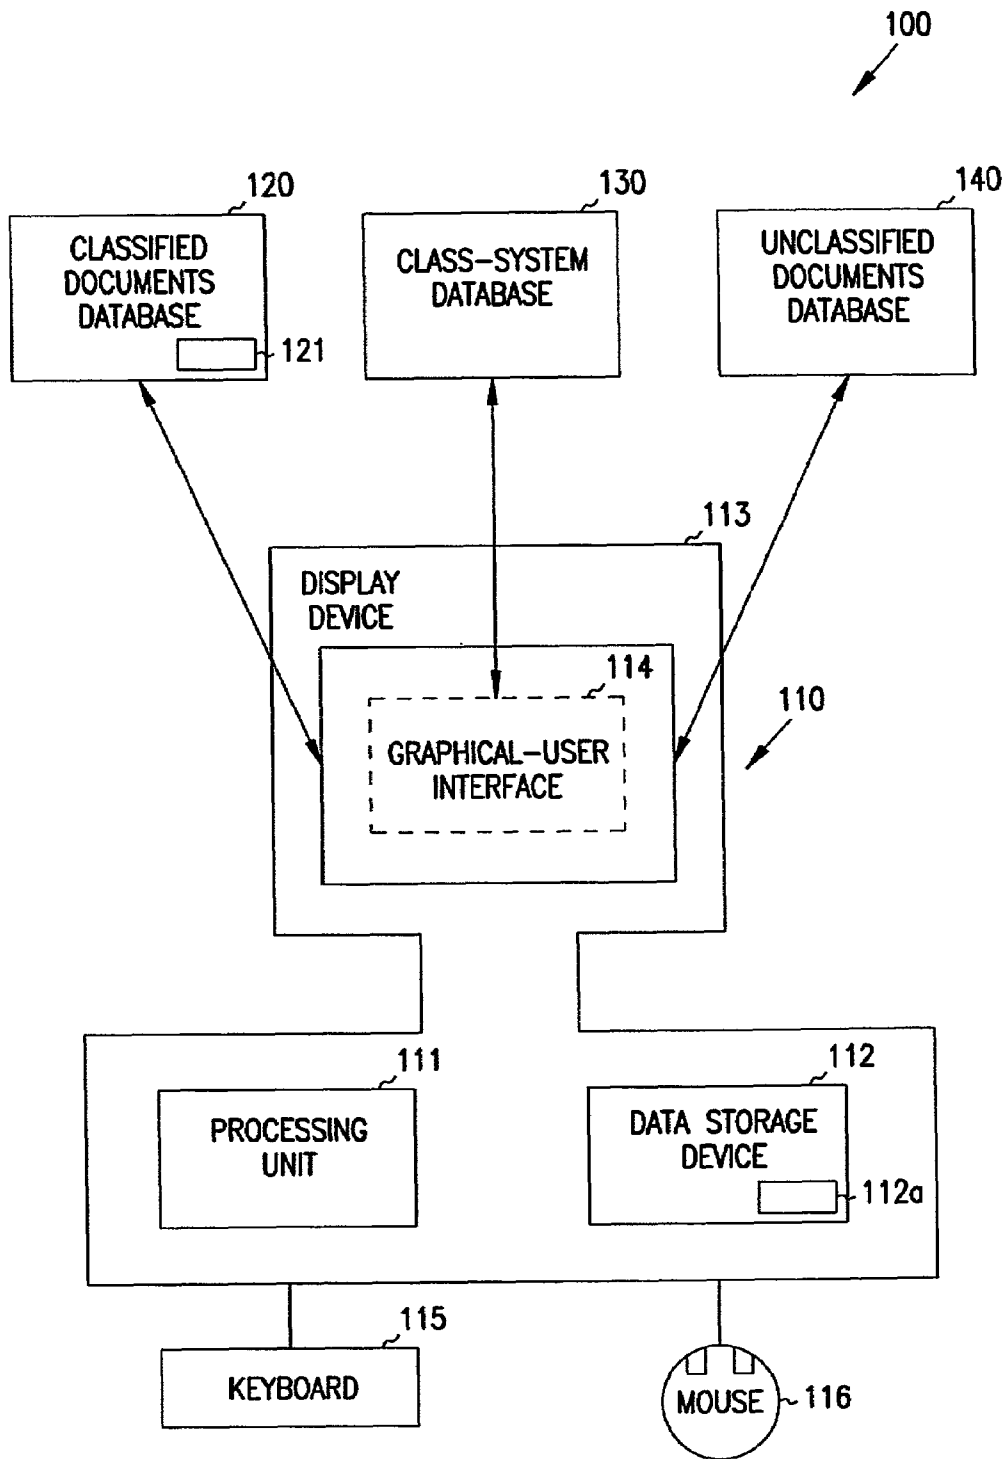 100
120
130
140
CLASSIFIED
DOCUMENTS
DATABASE
121
CLASS-SYSTEM
DATABASE
UNCLASSIFIED
DOCUMENTS
DATABASE
113
DISPLAY
DEVICE
114
GRAPHICAL-USER
INTERFACE
110
111
PROCESSING
UNIT
112
DATA STORAGE
DEVICE
112a
115
KEYBOARD
MOUSE
116